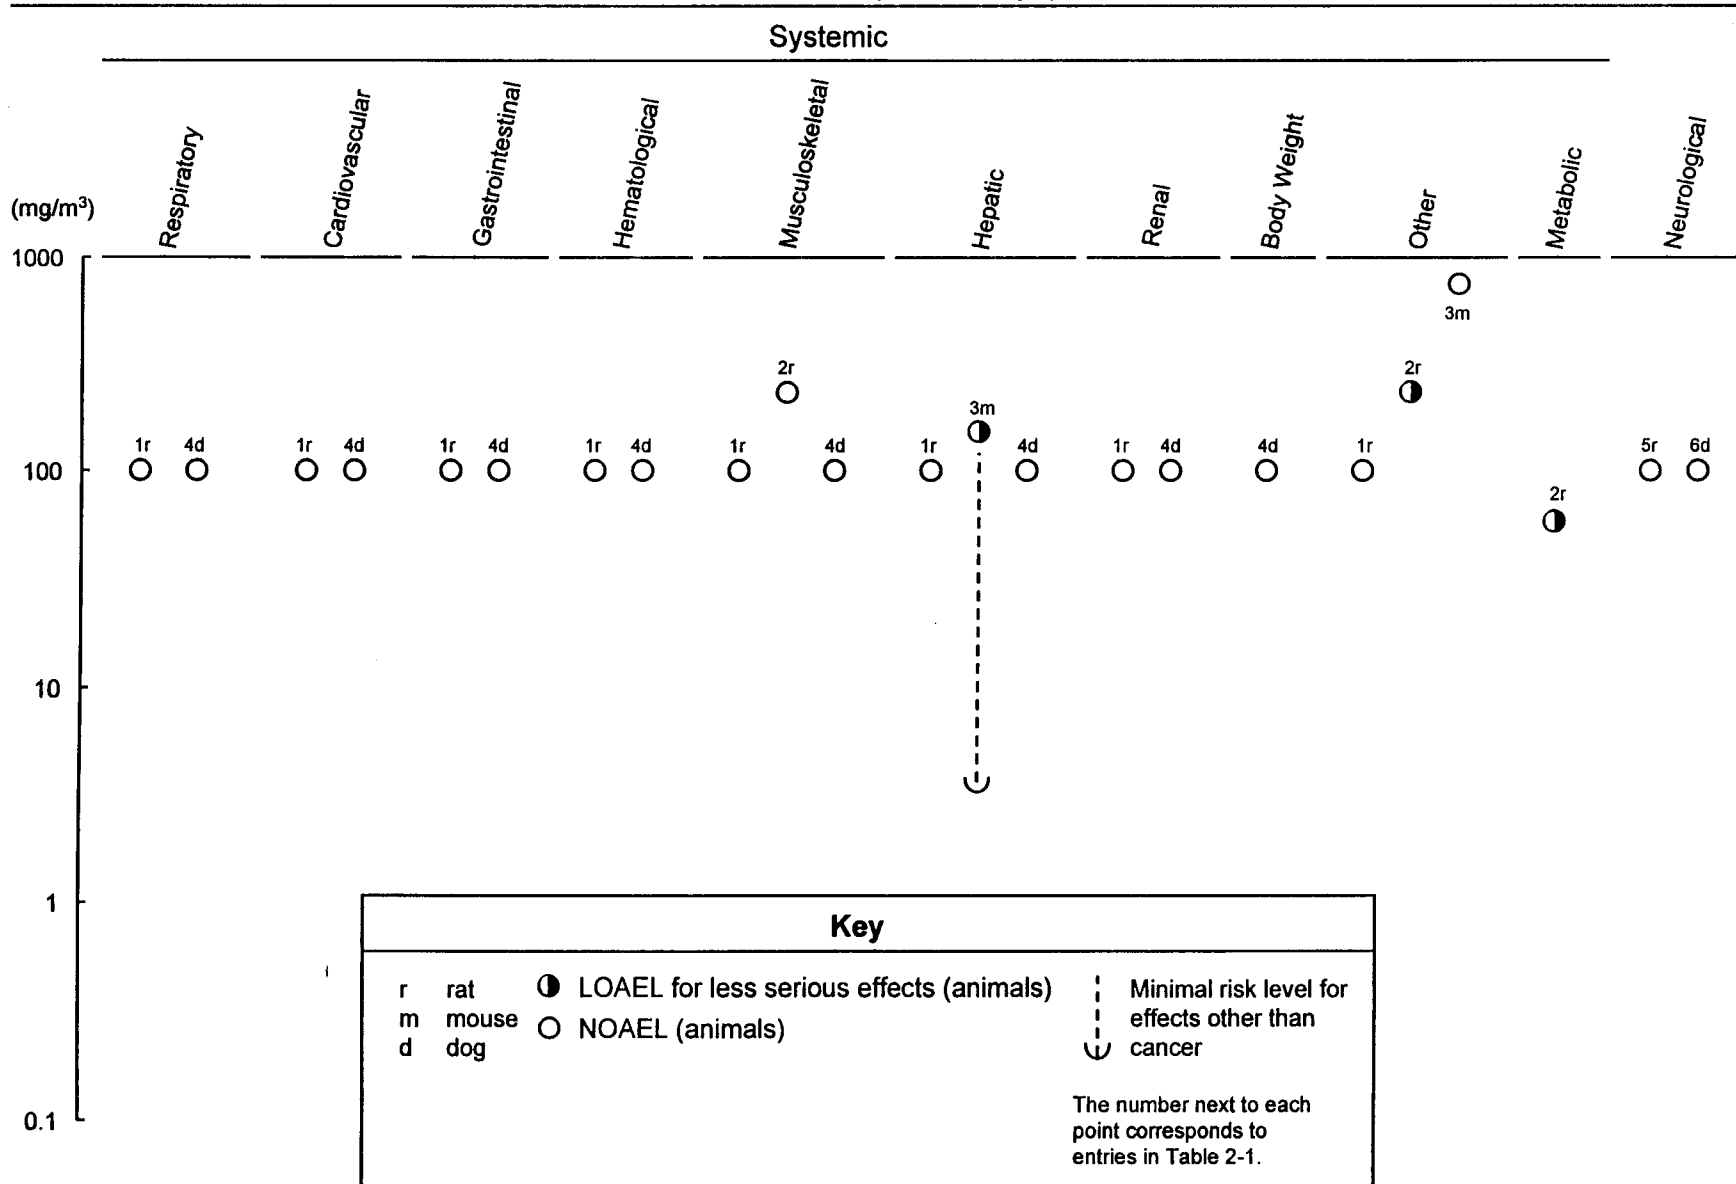 Systemic
Respiratory
Cardiovascular
Gastrointestinal
Hematological
Musculoskeletal
Hepatic
Renal
Body Weight
Other
Metabolic
Neurological
(mg/m³)
1000
3m
2r
2r
3m
1r 4d 1r 4d 1r 4d 1r 4d 1r 4d 1r 4d 1r 4d 4d 1r 5r 6d
100
2r
10
1
Key
r rat LOAEL for less serious effects (animals)
m mouse NOAEL (animals)
d dog
Minimal risk level for
effects other than
cancer
The number next to each
point corresponds to
entries in Table 2-1.
0.1